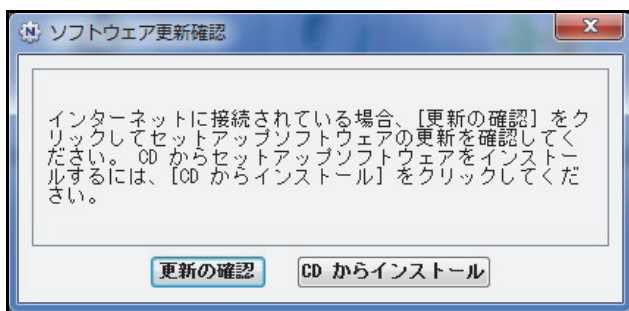 ソフトウェア更新確認
インターネットに接続されている場合、[更新の確認] をク
リックしてセットアップソフトウェアの更新を確認してく
ださい。 CD からセットアップソフトウェアをインストー
ルするには、[CD からインストール] をクリックしてくだ
さい。
更新の確認 CD からインストール